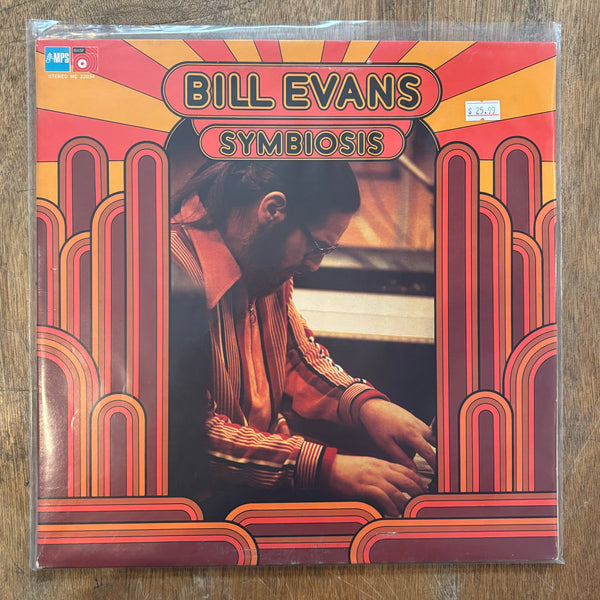 MPS
BASF
STEREO MC 22094
BILL EVANS
$ 25.99
SYMBIOSIS